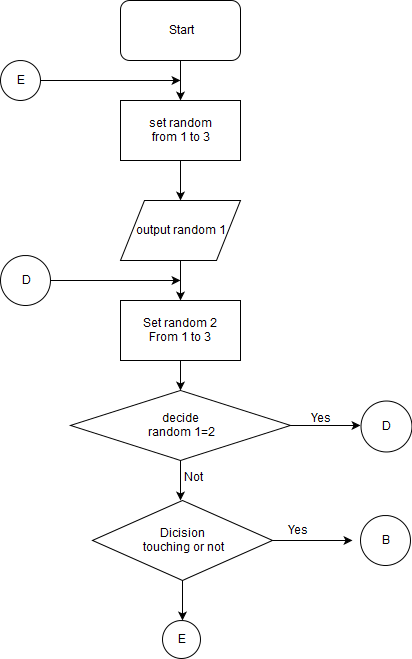 Start
E
set random
from 1 to 3
output random 1
D
Set random 2
From 1 to 3
decide
random 1=2
Yes
D
Not
Dicision
touching or not
Yes
B
E